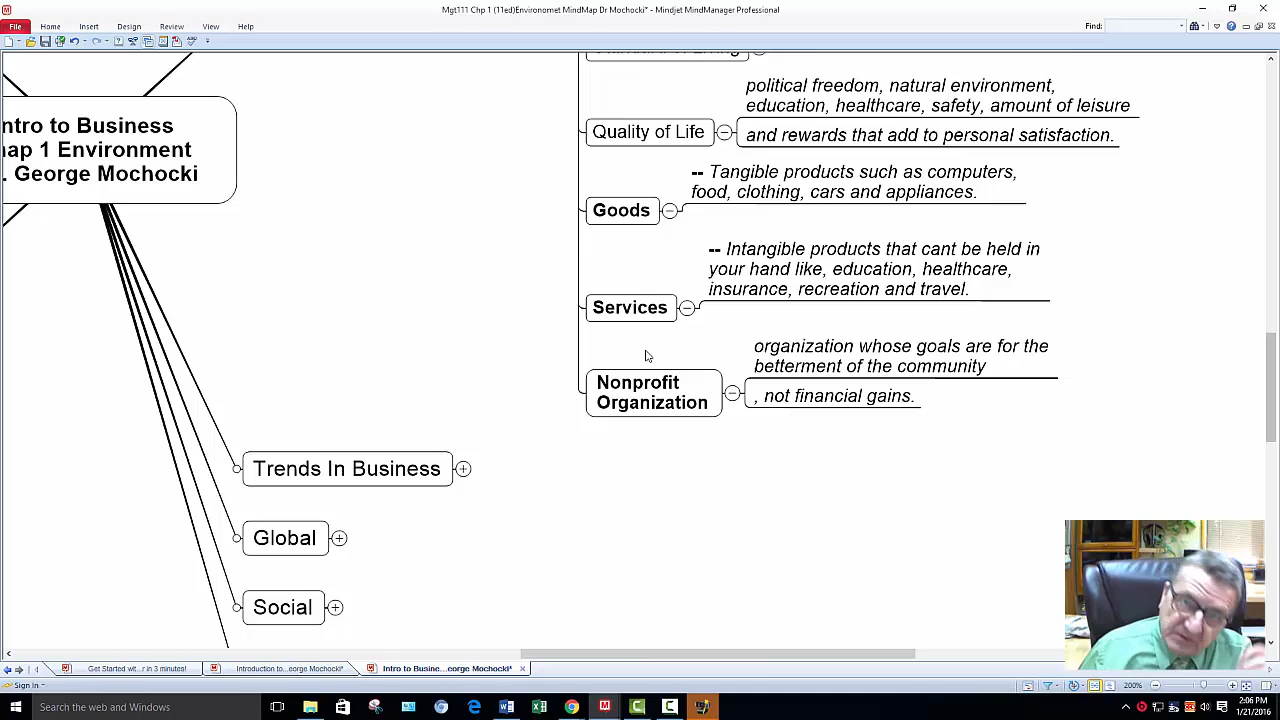 Mgt111 Chp 1 (11ed)Environomet MindMap Dr Mochocki* - Mindjet MindManager Professional
File Home Insert Design Review View Help
Find:
political freedom, natural environment,
education, healthcare, safety, amount of leisure
Quality of Life
and rewards that add to personal satisfaction.
-- Tangible products such as computers,
food, clothing, cars and appliances.
Goods
-- Intangible products that cant be held in
your hand like, education, healthcare,
insurance, recreation and travel.
Services
organization whose goals are for the
betterment of the community
Nonprofit
Organization
, not financial gains.
ntro to Business
ap 1 Environment
. George Mochocki
Trends In Business
Global
Social
Get Started wit...r in 3 minutes!
Introduction to...eorge Mochocki*
Intro to Busine...eorge Mochocki*
Sign In
200%
Search the web and Windows
2:06 PM
1/21/2016